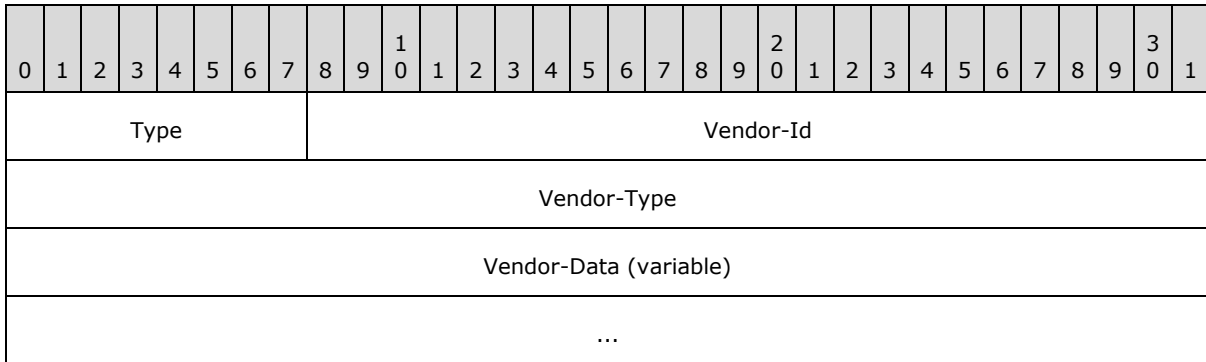 0 1 2 3 4 5 6 7 8 9 1 0 1 2 3 4 5 6 7 8 9 2 0 1 2 3 4 5 6 7 8 9 3 0 1
Type Vendor-Id
Vendor-Type
Vendor-Data (variable)
...